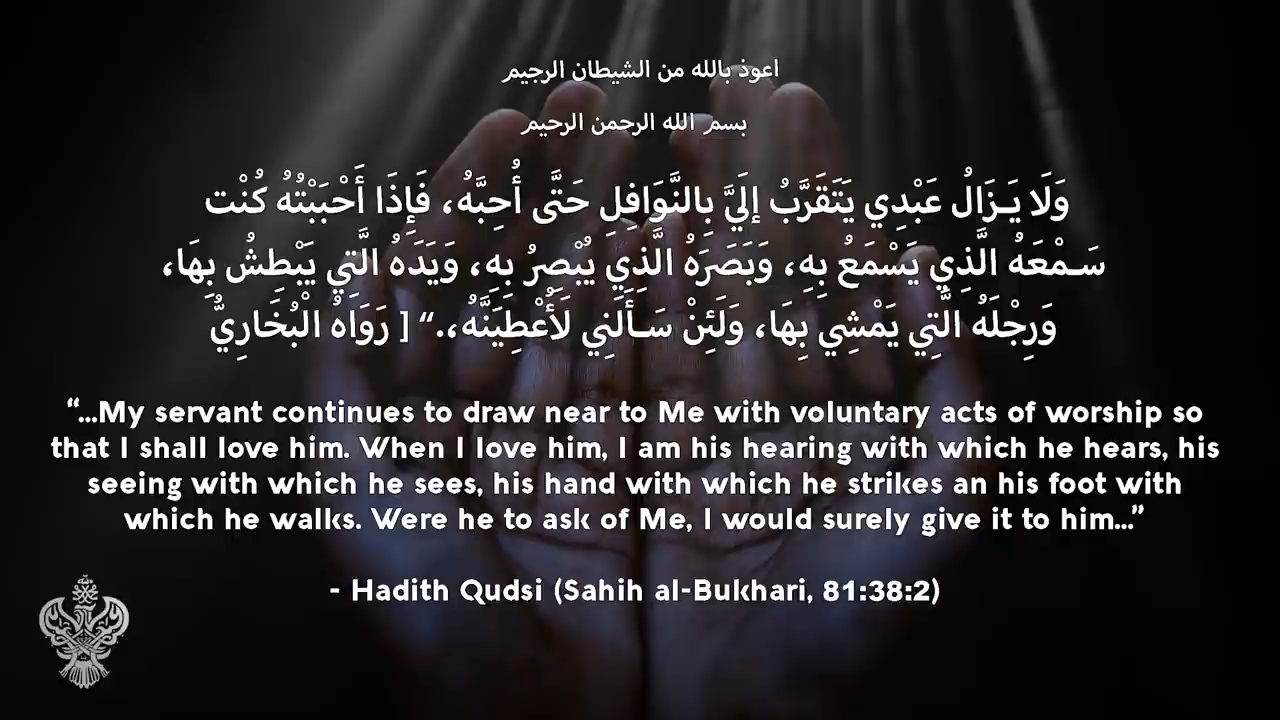 اعوذ بالله من الشيطان الرجيم
بسم الله الرحمن الرحيم
وَلَا يَـزَالُ عَبْدِي يَتَقَرَّبُ إلَيَّ بِالنَّوَافِلِ حَتَّى أُحِبَّهُ، فَإِذَا أَحْبَبْتُهُ كُنْت
سَـمْعَهُ الَّذِي يَسْمَعُ بِهِ، وَبَصَرَهُ الَّذِي يُبْصِرُ بِهِ، وَيَدَهُ الَّتِي يَبْطِشُ بِهَا،
وَرِجْلَهُ الَّتِي يَمْشِي بِهَا، وَلَئِنْ سَـأَلَنِي لَأُعْطِيَنَّهُ،.“ [ رَوَاهُ الْبُخَارِيُّ
“...My servant continues to draw near to Me with voluntary acts of worship so
that I shall love him. When I love him, I am his hearing with which he hears, his
seeing with which he sees, his hand with which he strikes an his foot with
which he walks. Were he to ask of Me, I would surely give it to him...”
- Hadith Qudsi (Sahih al-Bukhari, 81:38:2)